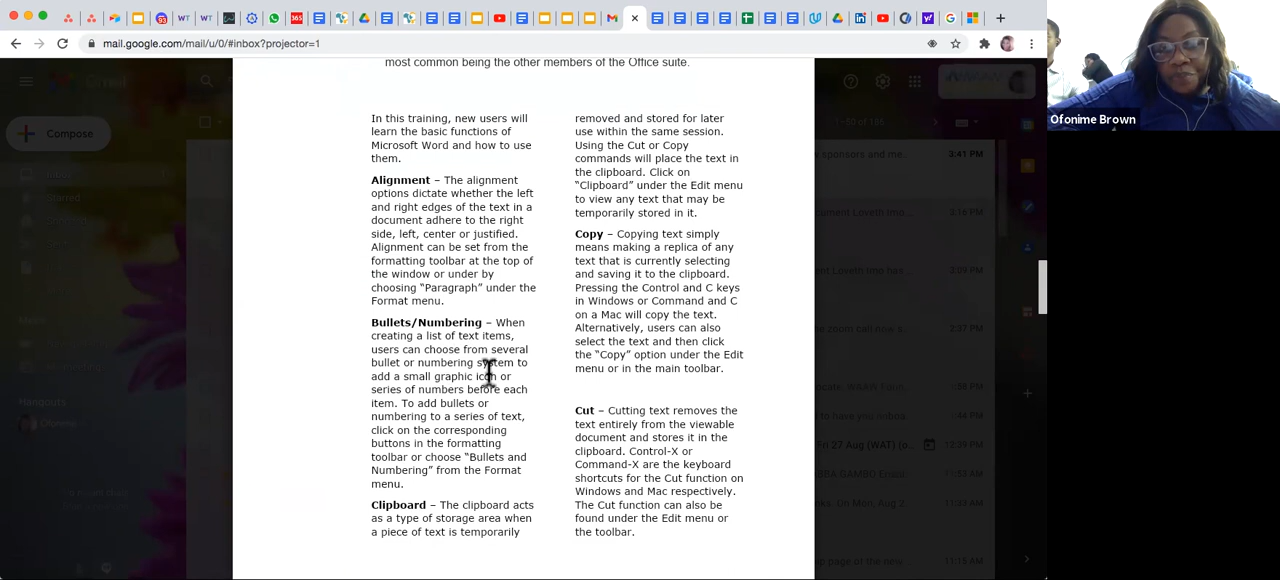 mail.google.com/mail/u/0/#inbox?projector=1
Ofonime Brown
Compose
3:41 PM
most common being the other members of the Office suite.
In this training, new users will
learn the basic functions of
Microsoft Word and how to use
them.
Alignment – The alignment
options dictate whether the left
and right edges of the text in a
document adhere to the right
side, left, center or justified.
Alignment can be set from the
formatting toolbar at the top of
the window or under by
choosing “Paragraph” under the
Format menu.
Bullets/Numbering – When
creating a list of text items,
users can choose from several
bullet or numbering system to
add a small graphic icon or
series of numbers before each
item. To add bullets or
numbering to a series of text,
click on the corresponding
buttons in the formatting
toolbar or choose “Bullets and
Numbering” from the Format
menu.
Clipboard – The clipboard acts
as a type of storage area when
a piece of text is temporarily
removed and stored for later
use within the same session.
Using the Cut or Copy
commands will place the text in
the clipboard. Click on
“Clipboard” under the Edit menu
to view any text that may be
temporarily stored in it.
Copy – Copying text simply
means making a replica of any
text that is currently selecting
and saving it to the clipboard.
Pressing the Control and C keys
in Windows or Command and C
on a Mac will copy the text.
Alternatively, users can also
select the text and then click
the “Copy” option under the Edit
menu or in the main toolbar.
Cut – Cutting text removes the
text entirely from the viewable
document and stores it in the
clipboard. Control-X or
Command-X are the keyboard
shortcuts for the Cut function on
Windows and Mac respectively.
The Cut function can also be
found under the Edit menu or
the toolbar.